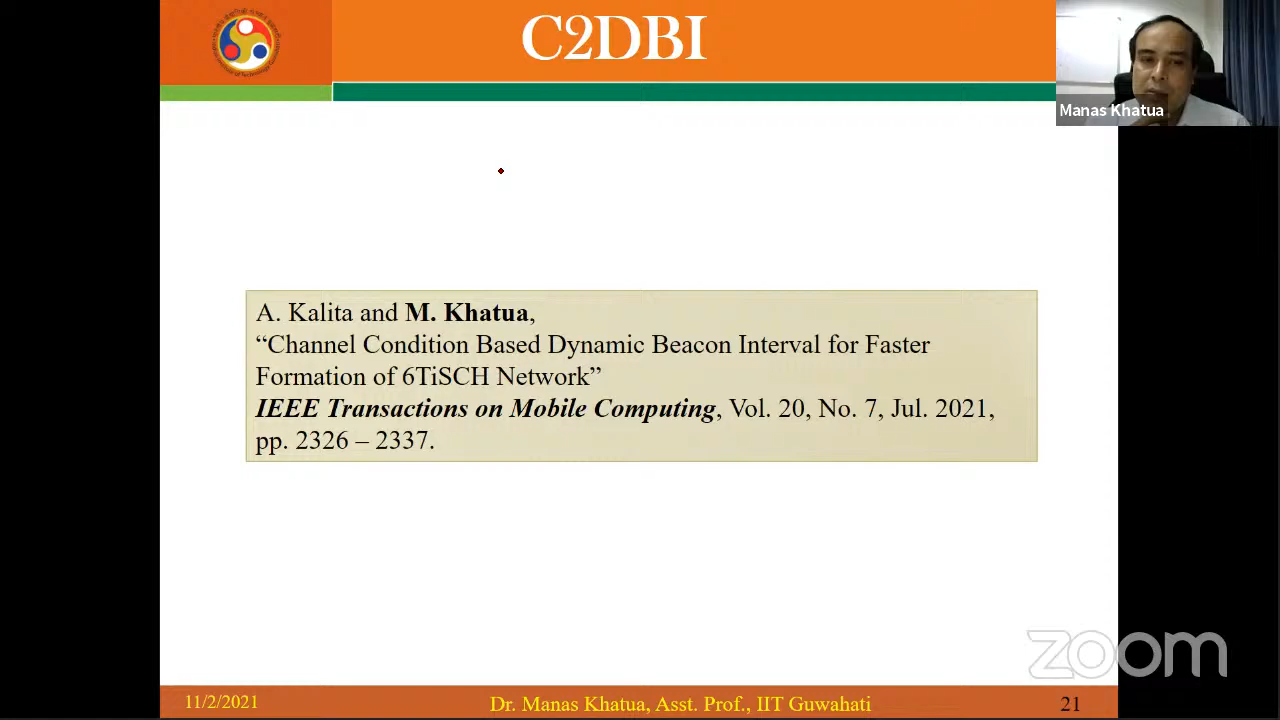 C2DBI
Manas Khatua
A. Kalita and M. Khatua,
“Channel Condition Based Dynamic Beacon Interval for Faster
Formation of 6TiSCH Network”
IEEE Transactions on Mobile Computing, Vol. 20, No. 7, Jul. 2021,
pp. 2326 – 2337.
zoom
11/2/2021
Dr. Manas Khatua, Asst. Prof., IIT Guwahati
21